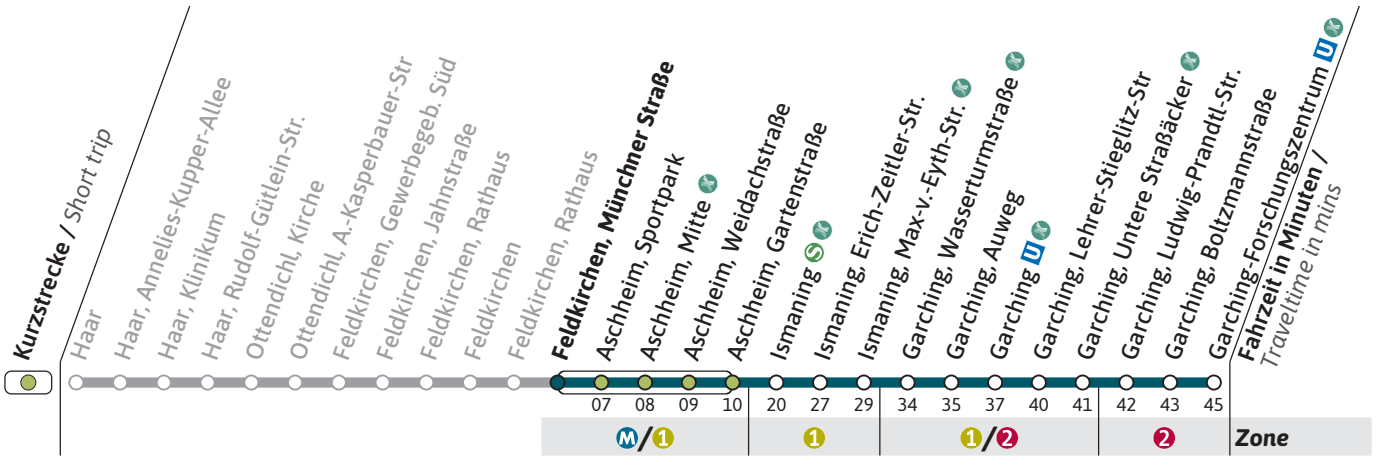 Kurzstrecke / Short trip
Haar
Haar, Annelies-Kupper-Allee
Haar, Klinikum
Haar, Rudolf-Gütlein-Str.
Ottendichl, Kirche
Ottendichl, A.-Kasperbauer-Str
Feldkirchen, Gewerbegeb. Süd
Feldkirchen, Jahnstraße
Feldkirchen, Rathaus
Feldkirchen
Feldkirchen, Rathaus
Feldkirchen, Münchner Straße
Aschheim, Sportpark
Aschheim, Mitte X
Aschheim, Weidachstraße
Aschheim, Gartenstraße
Ismaning S X
Ismaning, Erich-Zeitler-Str.
Ismaning, Max-v.-Eyth-Str. X
Garching, Wasserturmstraße X
Garching, Auweg
Garching U X
Garching, Lehrer-Stieglitz-Str
Garching, Untere Straßäcker X
Garching, Ludwig-Prandtl-Str.
Garching, Boltzmannstraße
Garching-Forschungszentrum U X
Fahrzeit in Minuten /
Traveltime in mins
07 08 09 10 20 27 29 34 35 37 40 41 42 43 45
M/1 1 1/2 2 Zone